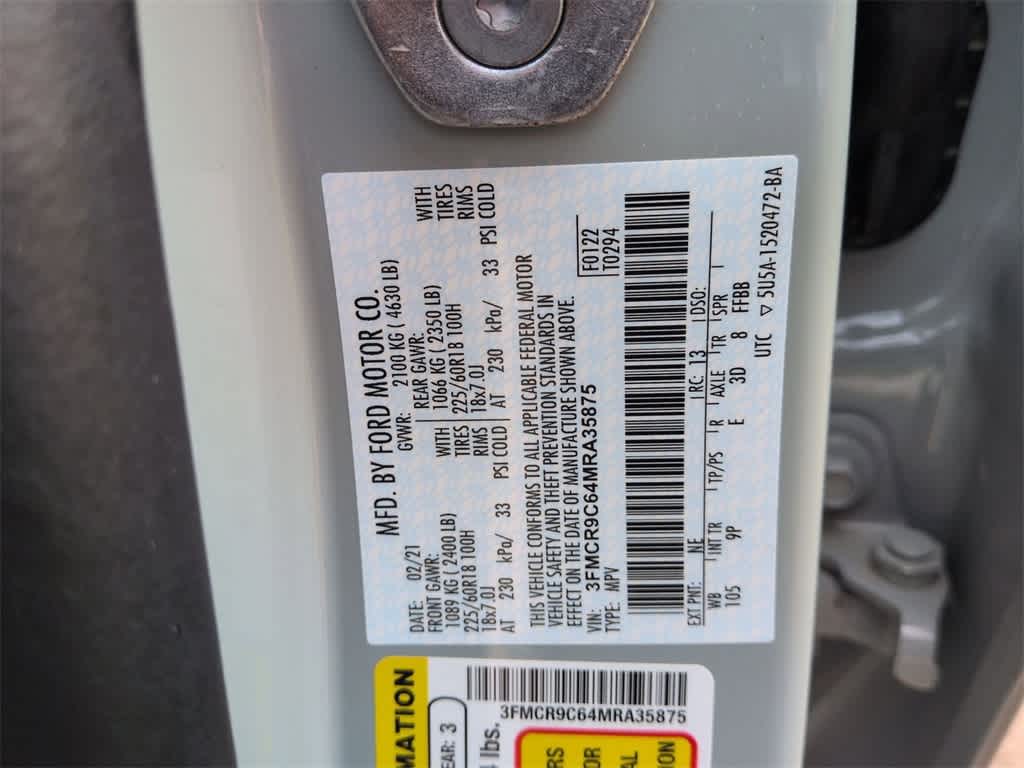 MFD. BY FORD MOTOR CO.
DATE: 02/21 GVWR: 2100 KG ( 4630 LB)
FRONT GAWR: REAR GAWR:
1089 KG ( 2400 LB) WITH 1066 KG ( 2350 LB) WITH
225/60R18 100H TIRES 225/60R18 100H TIRES
18x7.0J RIMS 18x7.0J RIMS
AT 230 kPa/ 33 PSI COLD AT 230 kPa/ 33 PSI COLD
THIS VEHICLE CONFORMS TO ALL APPLICABLE FEDERAL MOTOR
VEHICLE SAFETY AND THEFT PREVENTION STANDARDS IN
EFFECT ON THE DATE OF MANUFACTURE SHOWN ABOVE.
VIN: 3FMCR9C64MRA35875 F0122
TYPE: MPV T0294
EXT PNT: NE RC: 13 DSO:
WB INT TR TP/PS R AXLE TR SPR
105 9P E 3D 8 FFBB
UTC ▽ 5U5A-1520472-BA
MATION
EAR: 3
lbs.
3FMCR9C64MRA35875
RS
OR
AL
ION